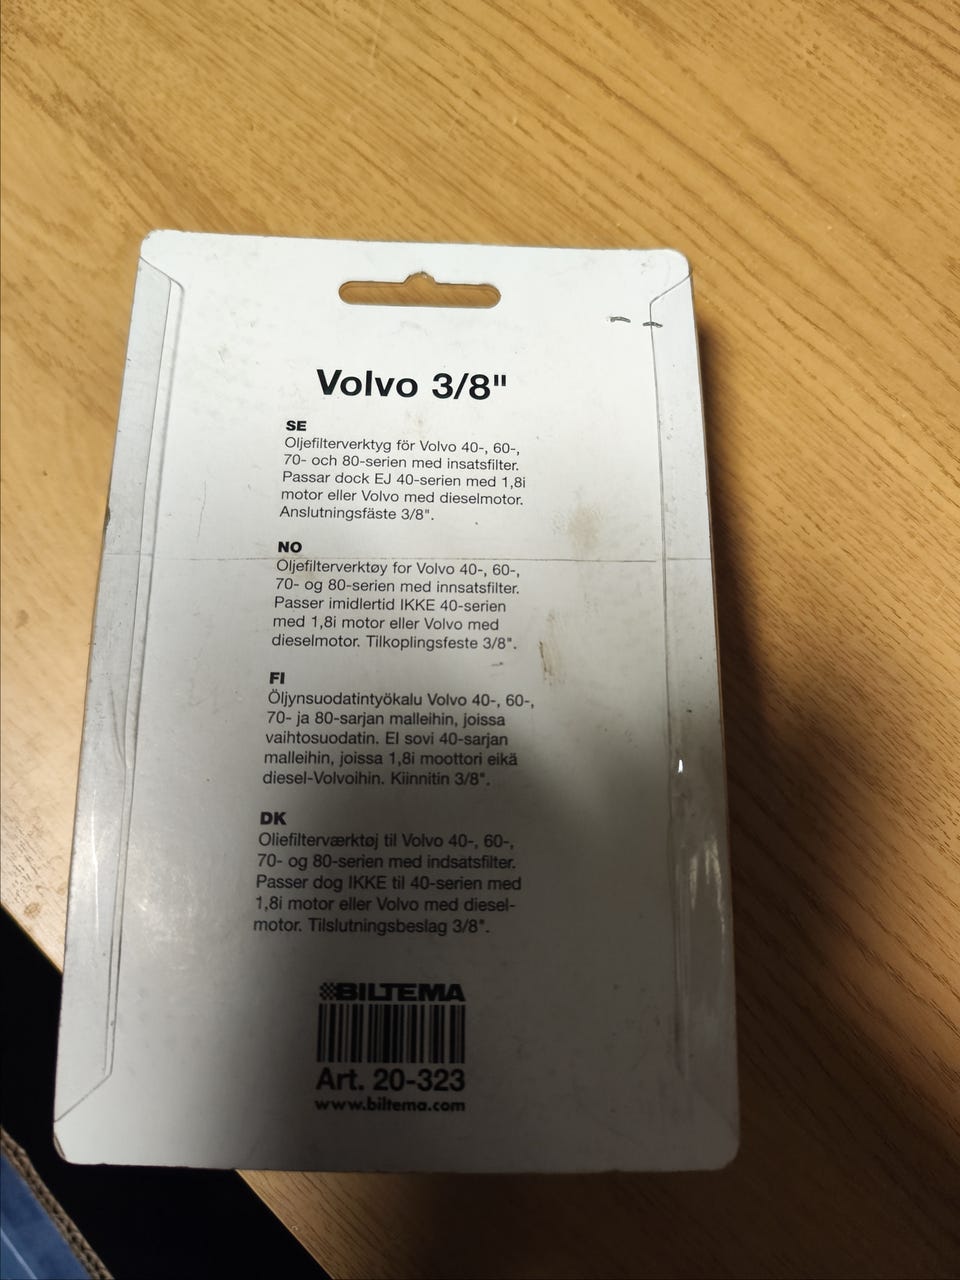 Volvo 3/8"
SE
Oljefilterverktyg för Volvo 40-, 60-,
70- och 80-serien med insatsfilter.
Passar dock EJ 40-serien med 1,8i
motor eller Volvo med dieselmotor.
Anslutningsfäste 3/8".
NO
Oljefilterverktøy for Volvo 40-, 60-,
70- og 80-serien med innsatsfilter.
Passer imidlertid IKKE 40-serien
med 1,8i motor eller Volvo med
dieselmotor. Tilkoplingsfeste 3/8".
FI
Öljynsuodatintyökalu Volvo 40-, 60-,
70- ja 80-sarjan malleihin, joissa
vaihtosuodatin. EI sovi 40-sarjan
malleihin, joissa 1,8i moottori eikä
diesel-Volvoihin. Kiinnitin 3/8".
DK
Oliefilterværktøj til Volvo 40-, 60-,
70- og 80-serien med indsatsfilter.
Passer dog IKKE til 40-serien med
1,8i motor eller Volvo med diesel-
motor. Tilslutningsbeslag 3/8".
BILTEMA
Art. 20-323
www.biltema.com